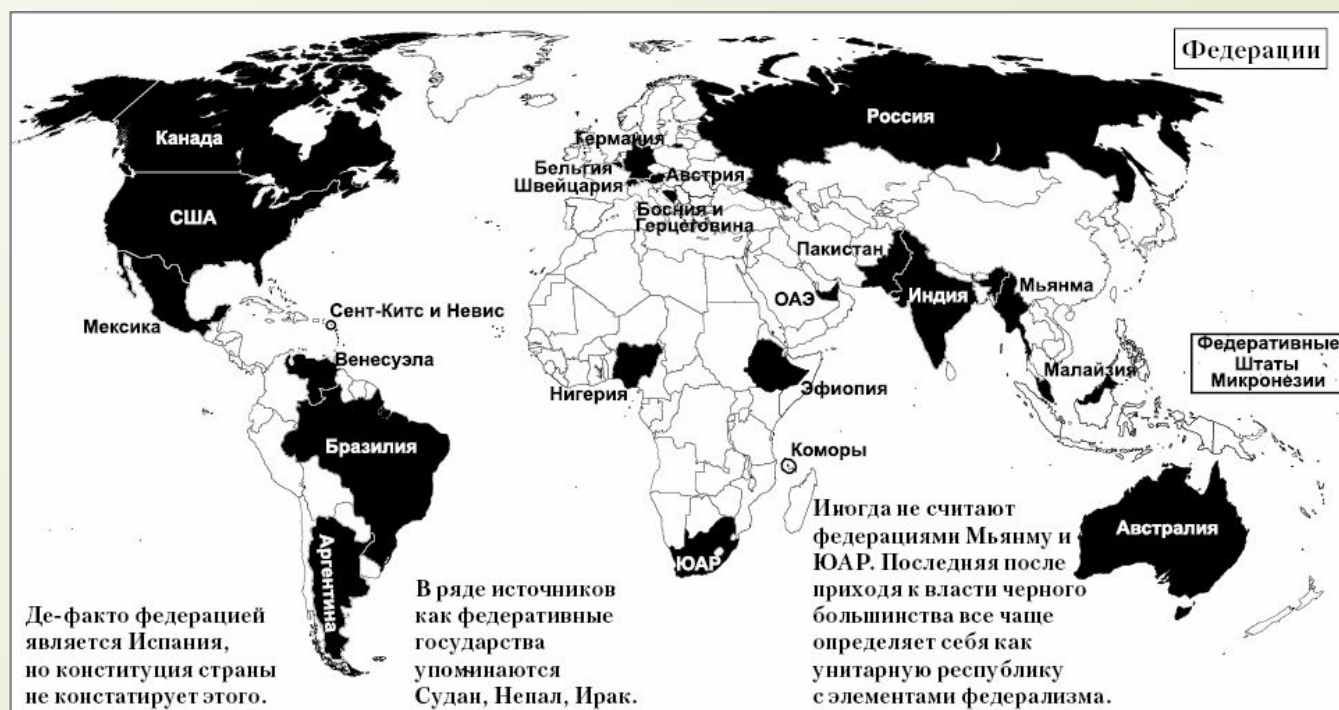 Федерации
Россия
Канада
Германия
Бельгия
Швейцария
Австрия
США
Босния и
Герцеговина
Пакистан
ОАЭ
Индия
Мьянма
Мексика
Сент-Китс и Невис
Венесуэла
Федеративные
Штаты
Микронезии
Малайзия
Нигерия
Эфиопия
Бразилия
Коморы
Австралия
ЮАР
Аргентина
Де-факто федерацией
является Испания,
но конституция страны
не констатирует этого.
В ряде источников
как федеративные
государства
упоминаются
Судан, Непал, Ирак.
Иногда не считают
федерациями Мьянму и
ЮАР. Последняя после
приходя к власти черного
большинства все чаще
определяет себя как
унитарную республику
с элементами федерализма.